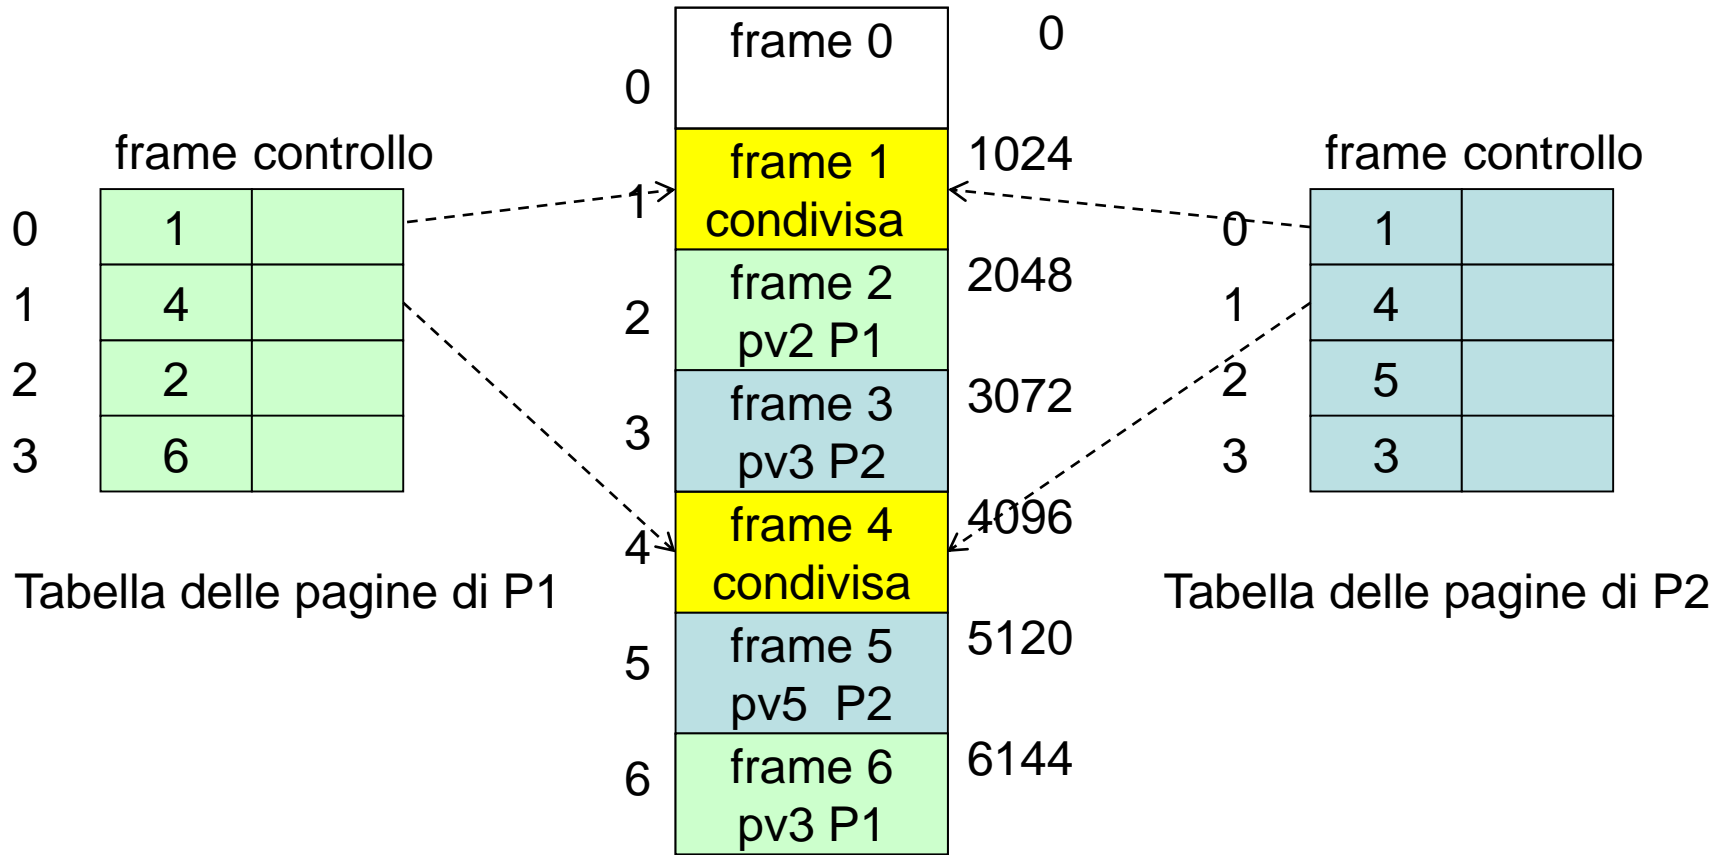 frame controllo
0 1
1 4
2 2
3 6
Tabella delle pagine di P1
0
frame 0
0
1
frame 1
condivisa
1024
2
frame 2
pv2 P1
2048
3
frame 3
pv3 P2
3072
4
frame 4
condivisa
4096
5
frame 5
pv5 P2
5120
6
frame 6
pv3 P1
6144
frame controllo
0 1
1 4
2 5
3 3
Tabella delle pagine di P2